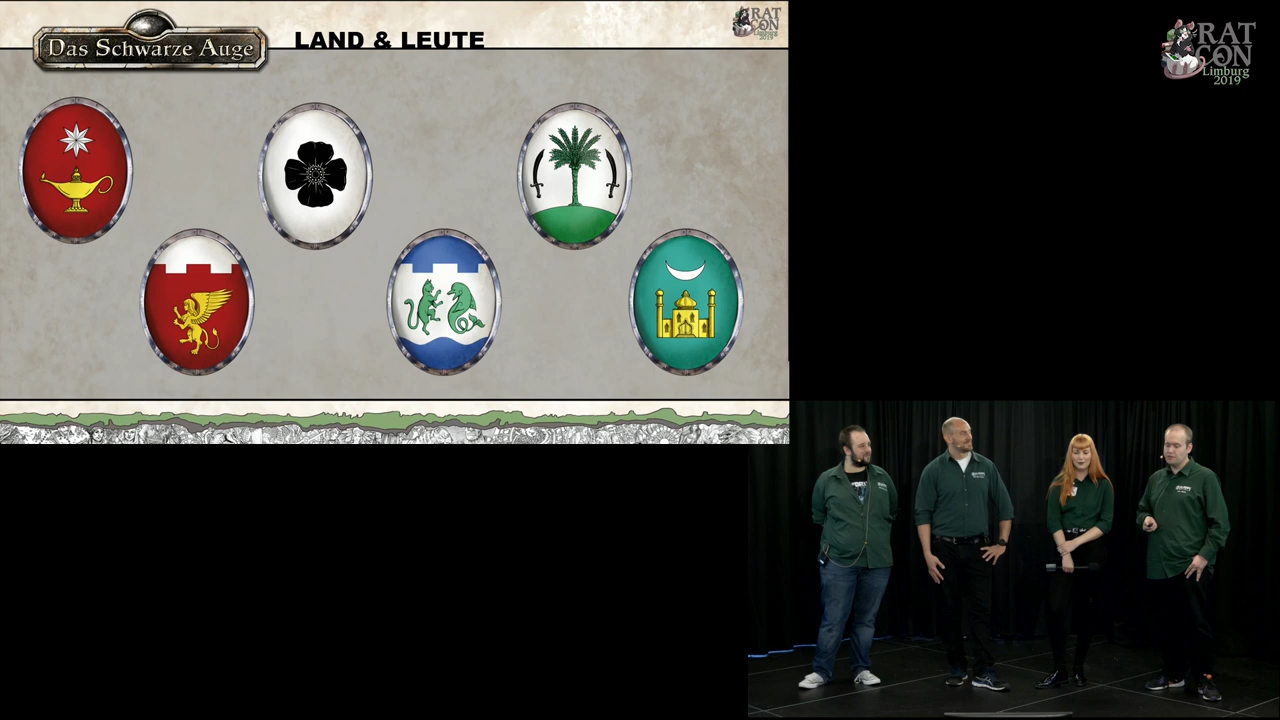 Das Schwarze Auge
LAND & LEUTE
RAT
CON
Limburg
2019
RAT
CON
Limburg
2019